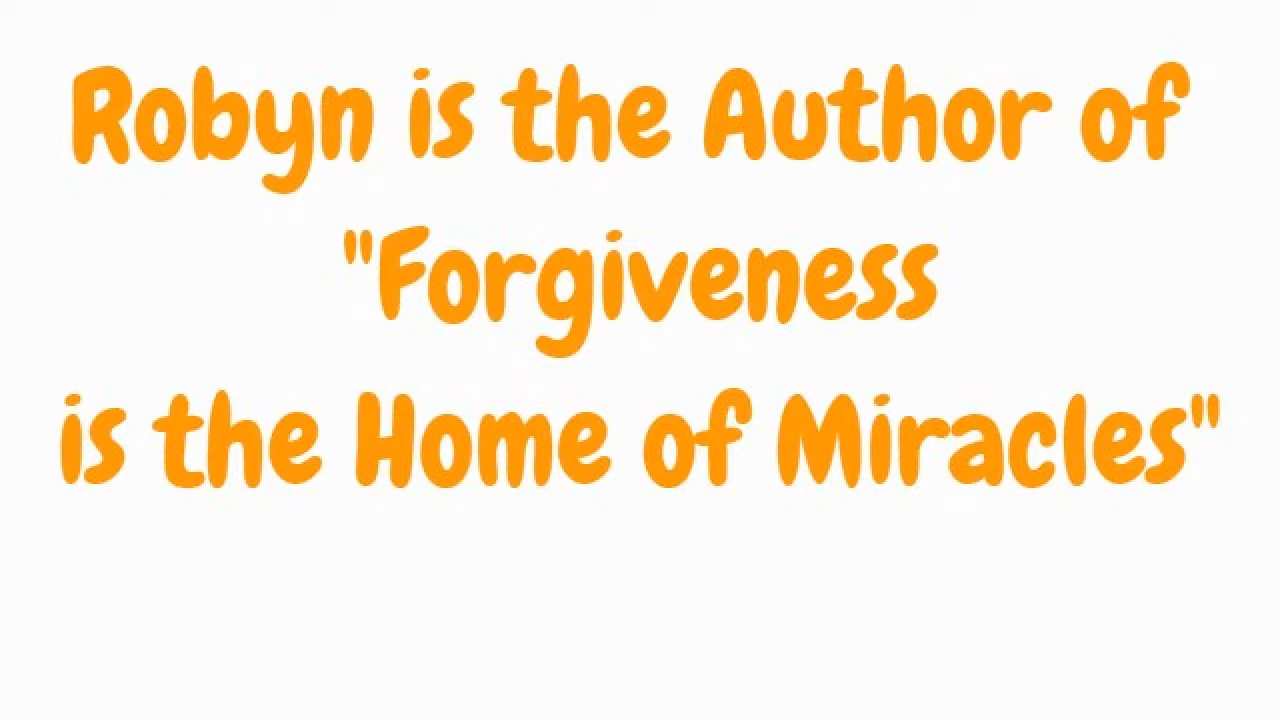 Robyn is the Author of
"Forgiveness
is the Home of Miracles"